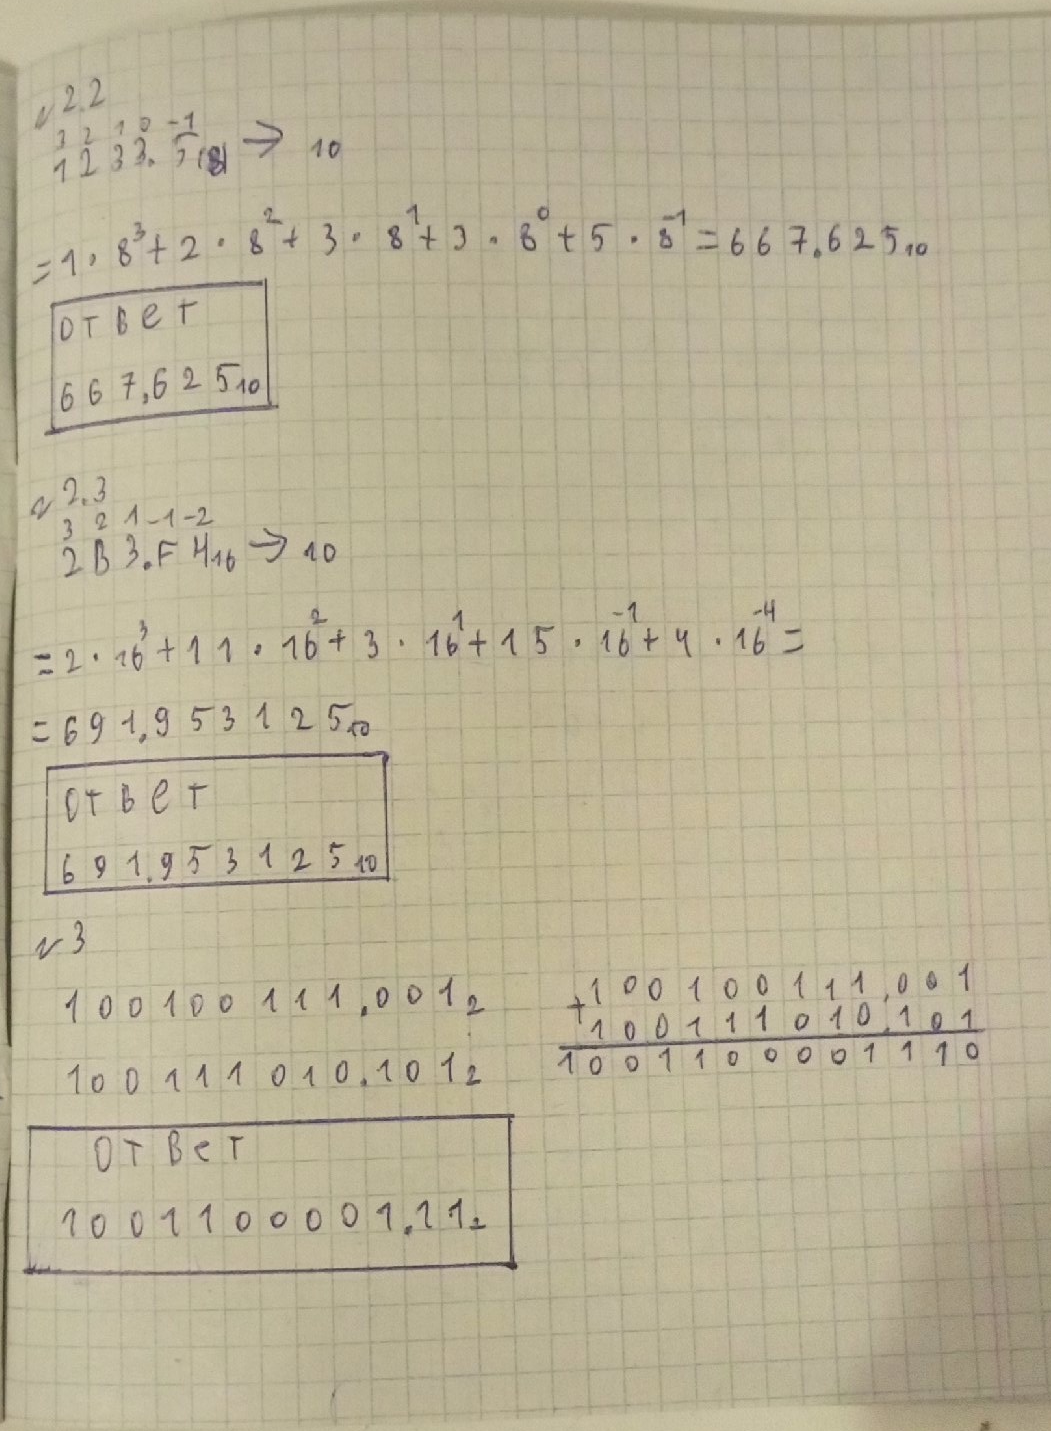 №2.2
3 2 1 0 -1
1233.5(8) → 10
=1·8³+2·8²+3·8¹+3·8⁰+5·8⁻¹=667.625₁₀
Ответ
667.625₁₀
№2.3
3 2 1 -1 -2
2B3.F4₁₆ → 10
=2·16³+11·16²+3·16¹+15·16⁻¹+4·16⁻⁴=
=691.953125₁₀
Ответ
691.953125₁₀
№3
100100111.001₂
100111010.101₂
+100100111.001
100111010.101
1001100001110
Ответ
1001100001.11₂